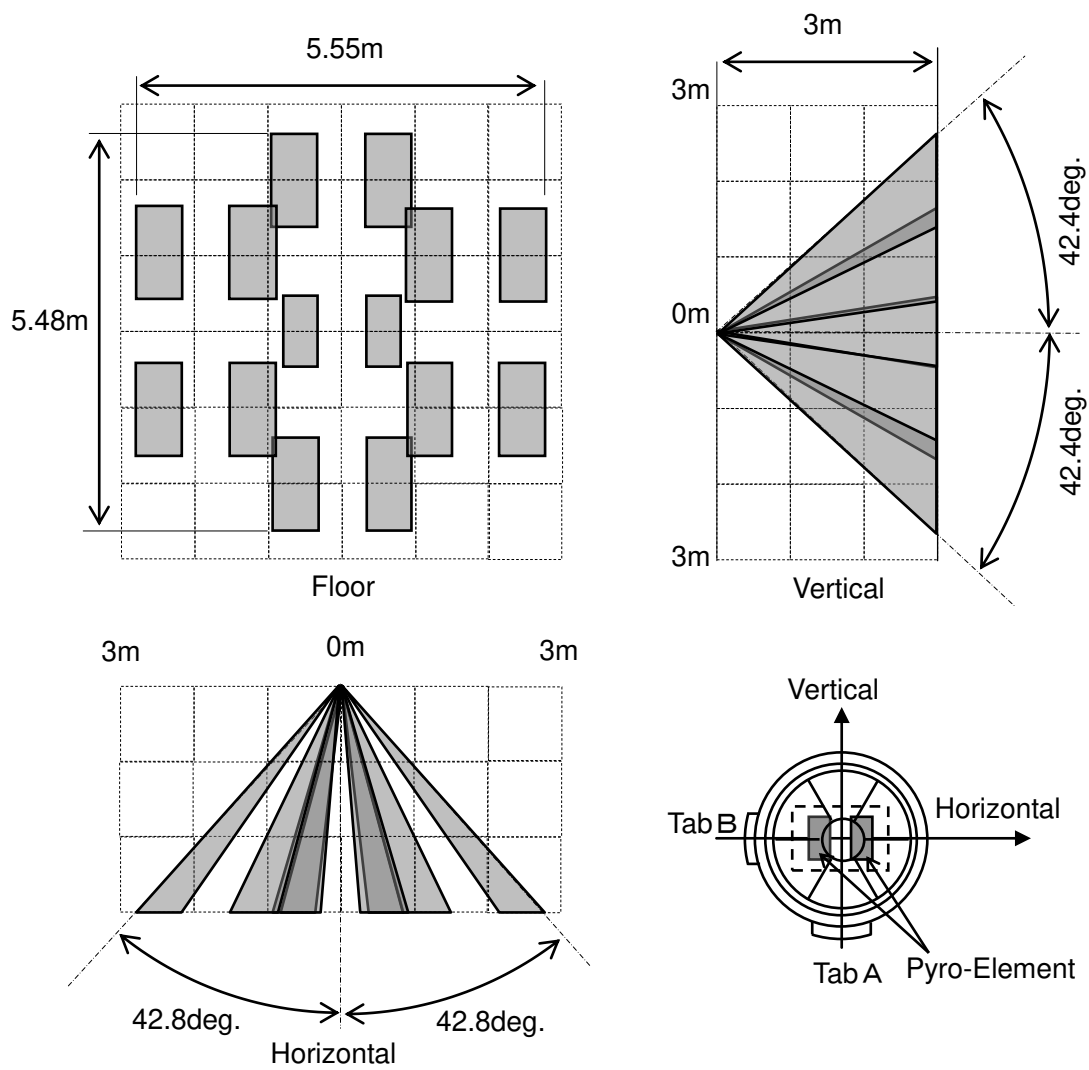 5.55m
5.48m
Floor
3m
3m
0m
3m
42.4deg.
42.4deg.
Vertical
3m
0m
3m
42.8deg.
42.8deg.
Horizontal
Vertical
Tab B
Horizontal
Tab A
Pyro-Element